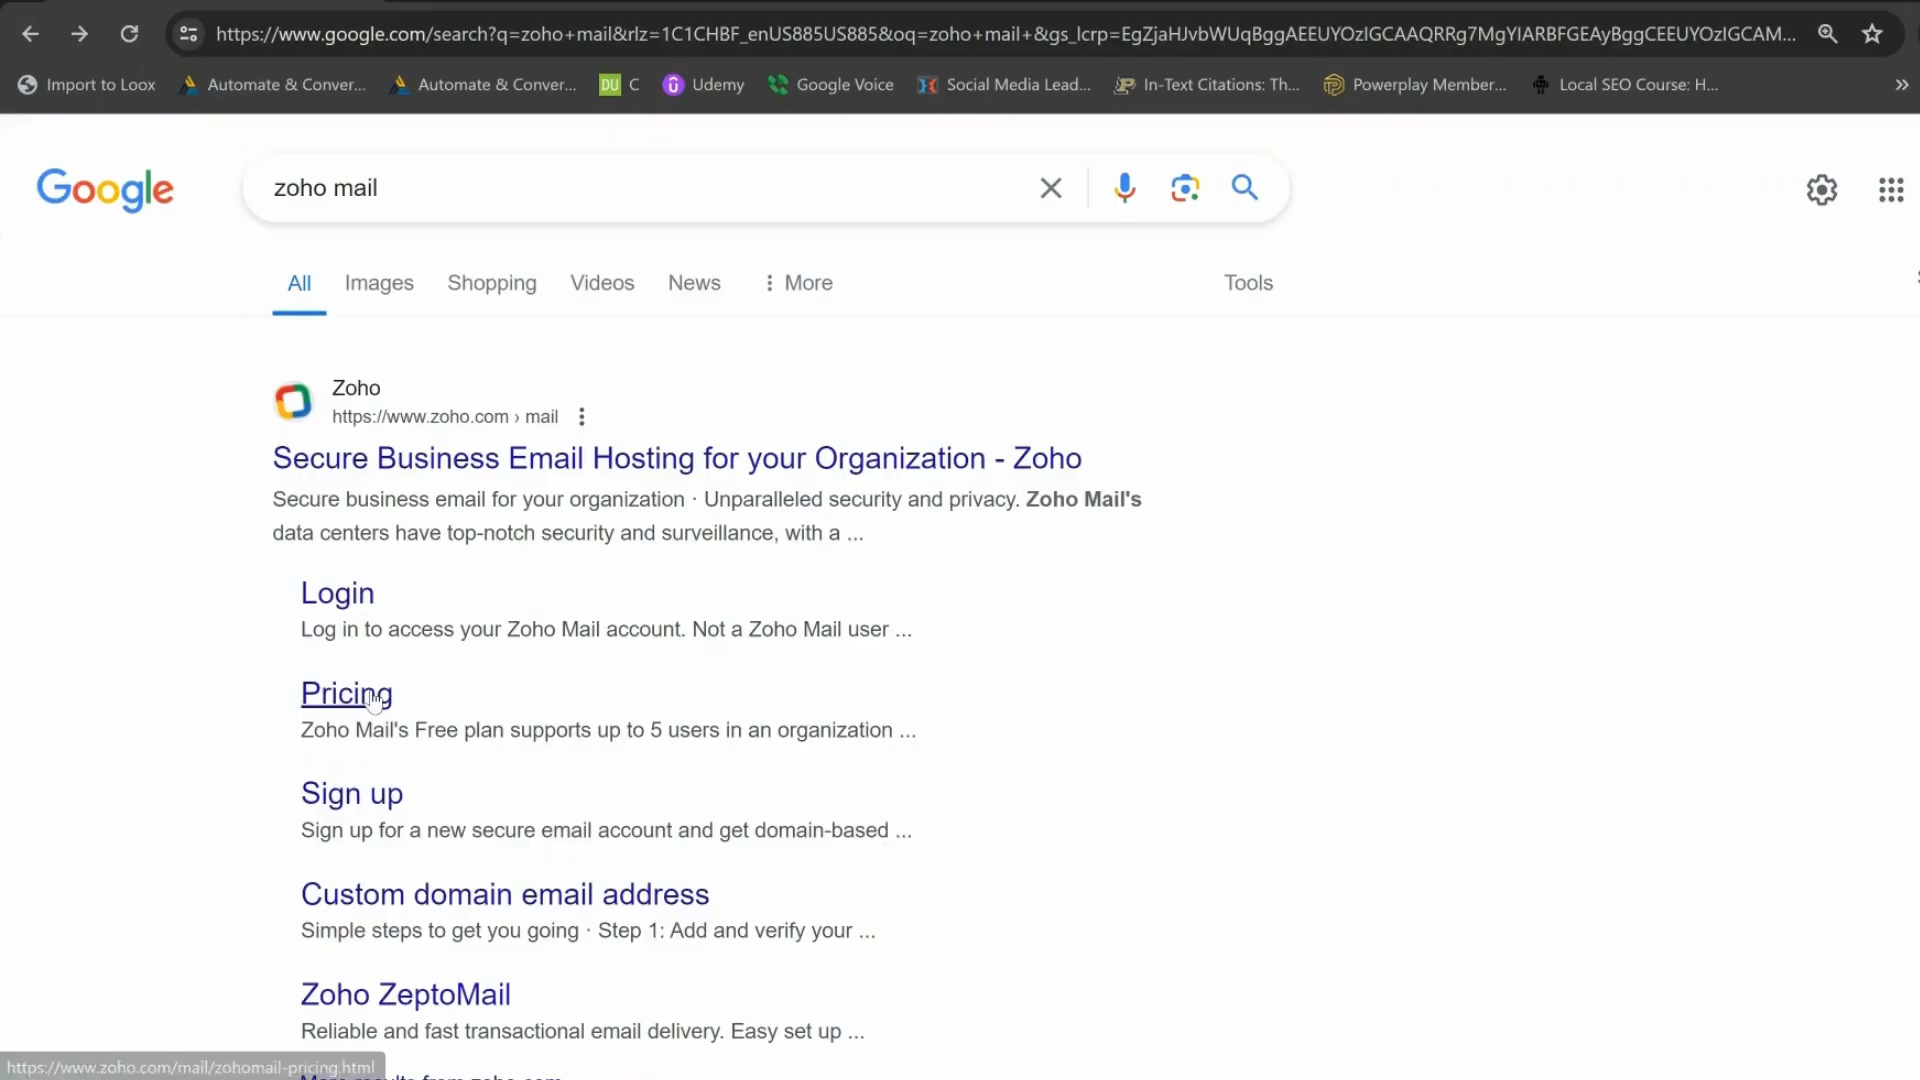 https://www.google.com/search?q=zoho+mail&rlz=1C1CHBF_enUS885US885&oq=zoho+mail+&gs_lcrp=EgZjaHJvbWUqBggAEEUYOzIGCAAQRRg7MgYIARBFGEAyBggCEEUYOzIGCAM...
Import to Loox
Automate & Conver...
Automate & Conver...
DU
C
Udemy
Google Voice
Social Media Lead...
In-Text Citations: Th...
Powerplay Member...
Local SEO Course: H...
Google
zoho mail
All
Images
Shopping
Videos
News
More
Tools
Zoho
https://www.zoho.com › mail
Secure Business Email Hosting for your Organization - Zoho
Secure business email for your organization · Unparalleled security and privacy. Zoho Mail's
data centers have top-notch security and surveillance, with a ...
Login
Log in to access your Zoho Mail account. Not a Zoho Mail user ...
Pricing
Zoho Mail's Free plan supports up to 5 users in an organization ...
Sign up
Sign up for a new secure email account and get domain-based ...
Custom domain email address
Simple steps to get you going · Step 1: Add and verify your ...
Zoho ZeptoMail
Reliable and fast transactional email delivery. Easy set up ...
https://www.zoho.com/mail/zohomail-pricing.html